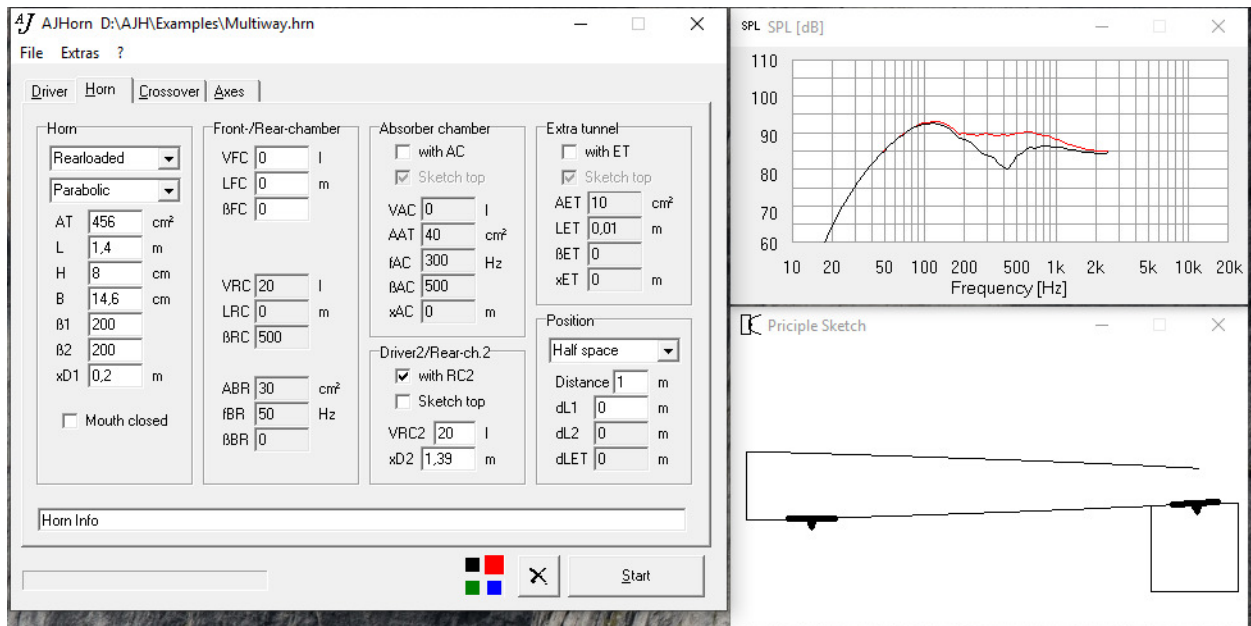 AJ AJHorn D:\AJH\Examples\Multiway.hrn
File Extras ?
Driver Horn Crossover Axes
Horn
Rearloaded
Parabolic
AT 456 cm²
L 1,4 m
H 8 cm
B 14,6 cm
ß1 200
ß2 200
xD1 0,2 m
Mouth closed
Front-/Rear-chamber
VFC 0 l
LFC 0 m
ßFC 0
VRC 20 l
LRC 0 m
ßRC 500
ABR 30 cm²
fBR 50 Hz
ßBR 0
Absorber chamber
with AC
Sketch top
VAC 0 l
AAT 40 cm²
fAC 300 Hz
ßAC 500
xAC 0 m
Driver2/Rear-ch.2
with RC2
Sketch top
VRC2 20 l
xD2 1,39 m
Extra tunnel
with ET
Sketch top
AET 10 cm²
LET 0,01 m
ßET 0
xET 0 m
Position
Half space
Distance 1 m
dL1 0 m
dL2 0 m
dLET 0 m
Horn Info
Start
SPL SPL [dB]
110
100
90
80
70
60
10 20 50 100 200 500 1k 2k 5k 10k 20k
Frequency [Hz]
Priciple Sketch